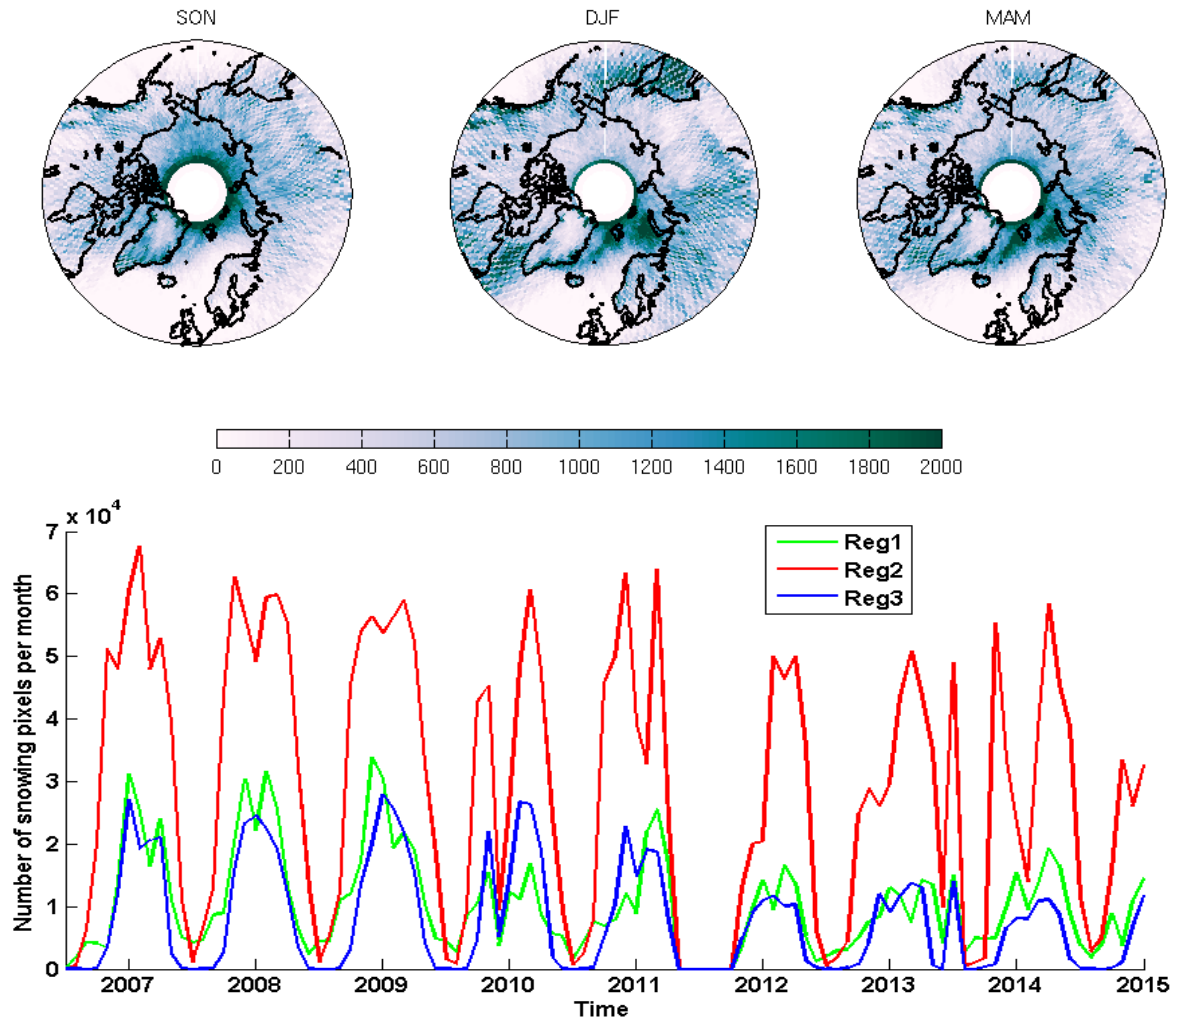 SON DJF MAM
0 200 400 600 800 1000 1200 1400 1600 1800 2000
x 10^4
Number of snowing pixels per month
7
6
5
4
3
2
1
0
Reg1
Reg2
Reg3
2007 2008 2009 2010 2011 2012 2013 2014 2015
Time